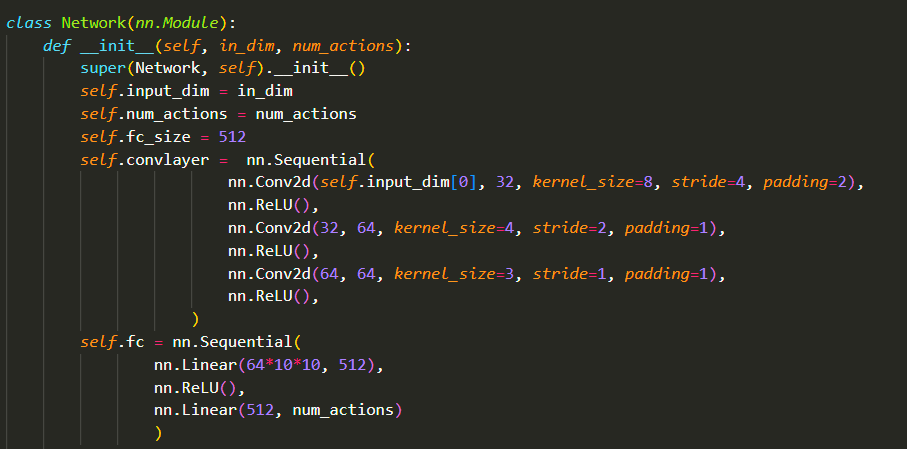 class Network(nn.Module):
def __init__(self, in_dim, num_actions):
super(Network, self).__init__()
self.input_dim = in_dim
self.num_actions = num_actions
self.fc_size = 512
self.convlayer =  nn.Sequential(
nn.Conv2d(self.input_dim[0], 32, kernel_size=8, stride=4, padding=2),
nn.ReLU(),
nn.Conv2d(32, 64, kernel_size=4, stride=2, padding=1),
nn.ReLU(),
nn.Conv2d(64, 64, kernel_size=3, stride=1, padding=1),
nn.ReLU(),
)
self.fc = nn.Sequential(
nn.Linear(64*10*10, 512),
nn.ReLU(),
nn.Linear(512, num_actions)
)